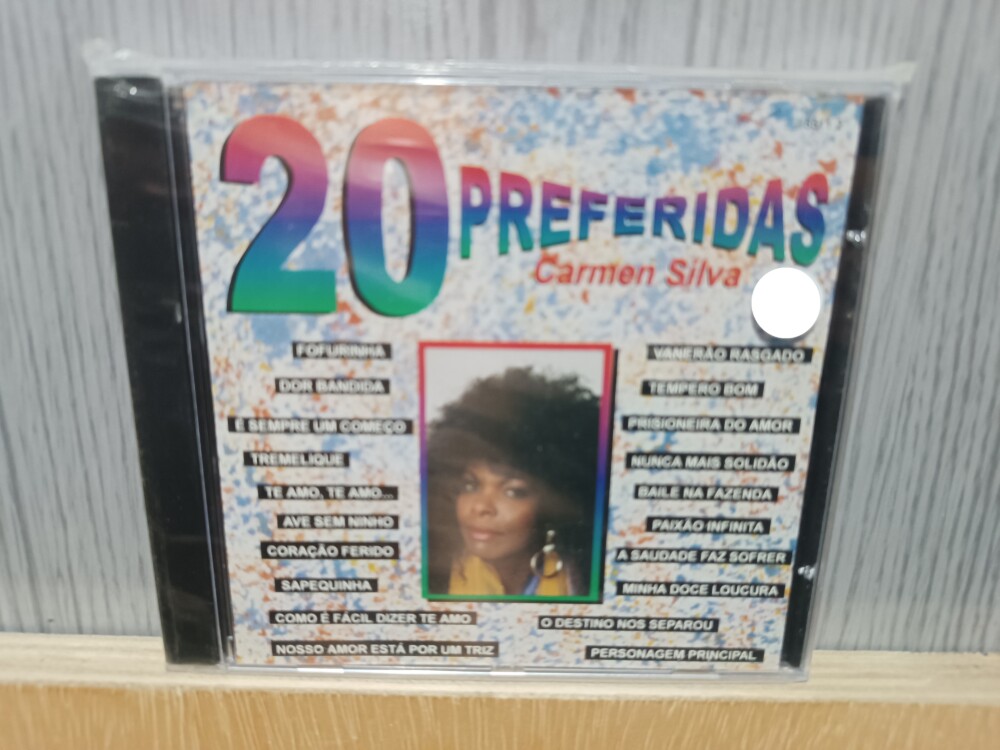 20 PREFERIDAS
Carmen Silva
FOFURINHA
DOR BANDIDA
É SEMPRE UM COMEÇO
TREMELIQUE
TE AMO, TE AMO...
AVE SEM NINHO
CORAÇÃO FERIDO
SAPEQUINHA
COMO É FÁCIL DIZER TE AMO
NOSSO AMOR ESTÁ POR UM TRIZ
VANERÃO RASGADO
TEMPERO BOM
PRISIONEIRA DO AMOR
NUNCA MAIS SOLIDÃO
BAILE NA FAZENDA
PAIXÃO INFINITA
A SAUDADE FAZ SOFRER
MINHA DOCE LOUCURA
O DESTINO NOS SEPAROU
PERSONAGEM PRINCIPAL